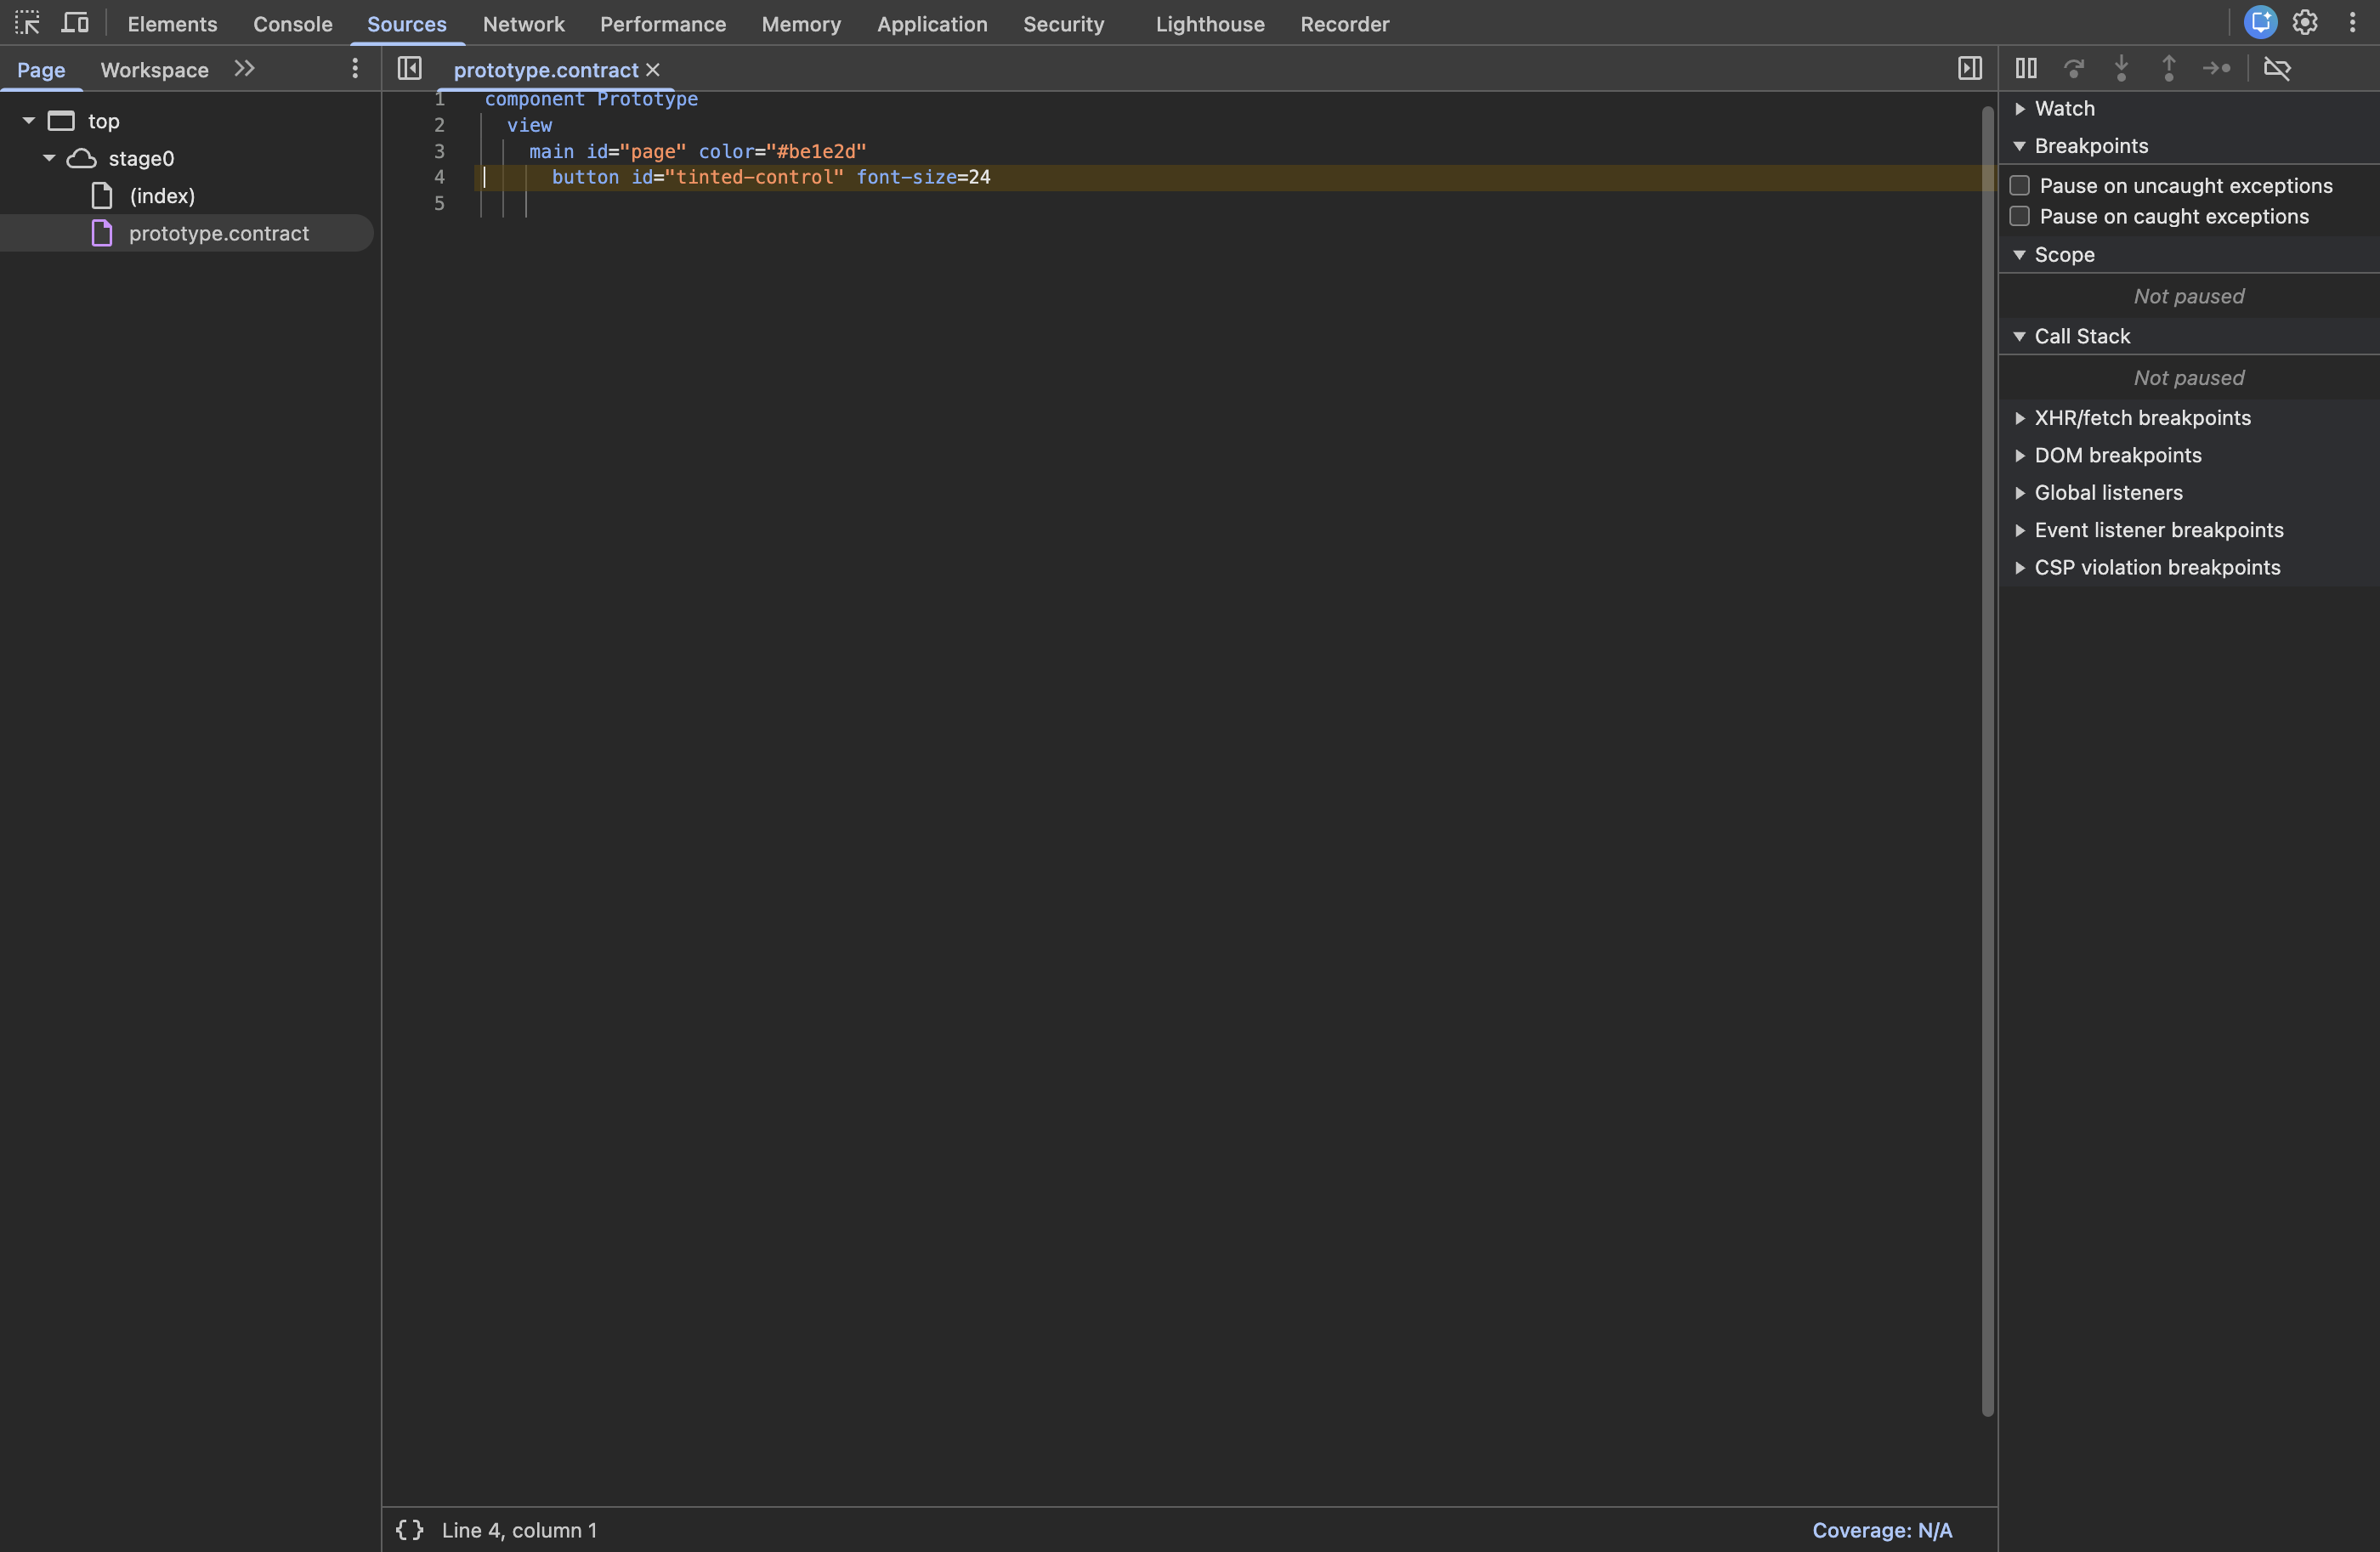 Elements Console Sources Network Performance Memory Application Security Lighthouse Recorder
Page Workspace
prototype.contract
top
stage0
(index)
prototype.contract
1 component Prototype
2 view
3 main id="page" color="#be1e2d"
4 button id="tinted-control" font-size=24
5
{} Line 4, column 1
Coverage: N/A
Watch
Breakpoints
Pause on uncaught exceptions
Pause on caught exceptions
Scope
Not paused
Call Stack
Not paused
XHR/fetch breakpoints
DOM breakpoints
Global listeners
Event listener breakpoints
CSP violation breakpoints